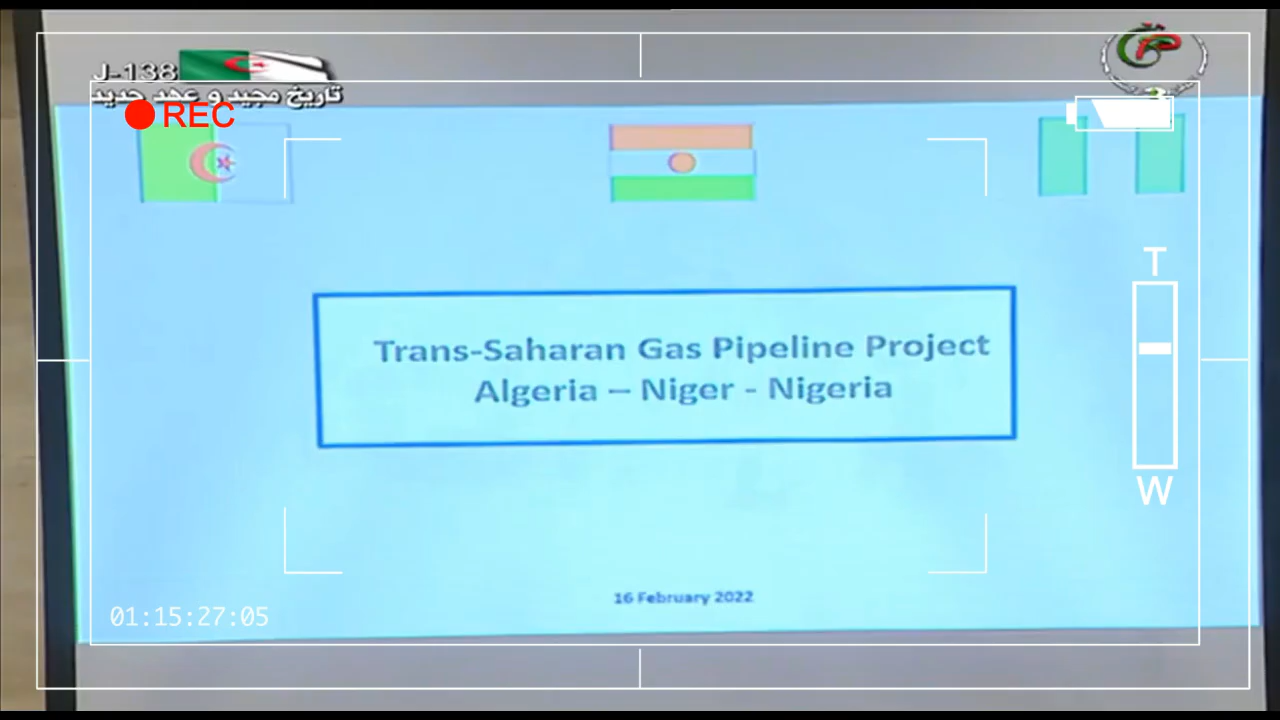 J-138
تاريخ مجيد و عهد جديد
REC
T
Trans-Saharan Gas Pipeline Project
Algeria – Niger - Nigeria
W
16 February 2022
01:15:27:05